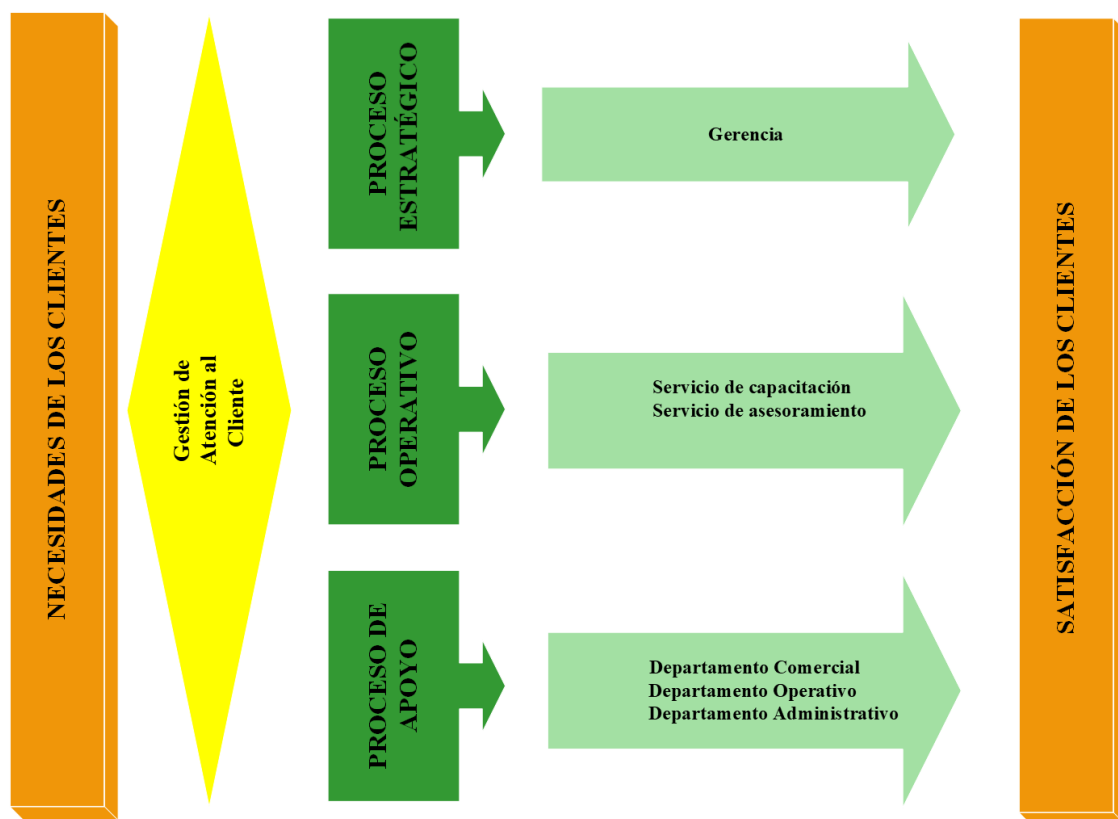 NECESIDADES DE LOS CLIENTES
Gestión de
Atención al
Cliente
PROCESO
ESTRATÉGICO
Gerencia
PROCESO
OPERATIVO
Servicio de capacitación
Servicio de asesoramiento
PROCESO DE
APOYO
Departamento Comercial
Departamento Operativo
Departamento Administrativo
SATISFACCIÓN DE LOS CLIENTES